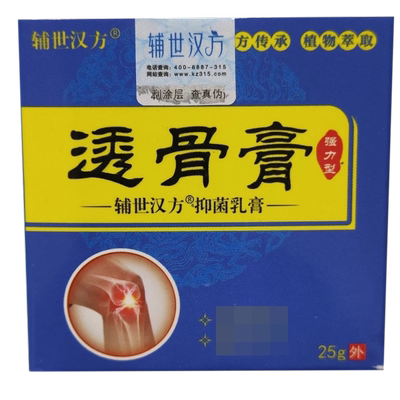 辅世汉方®
辅世汉方
电话查询：400-8887-315
网站查询：www.kz315.com
刮涂层 查真伪
方传承 植物萃取
透骨膏
强力型
辅世汉方®抑菌乳膏
25g 外